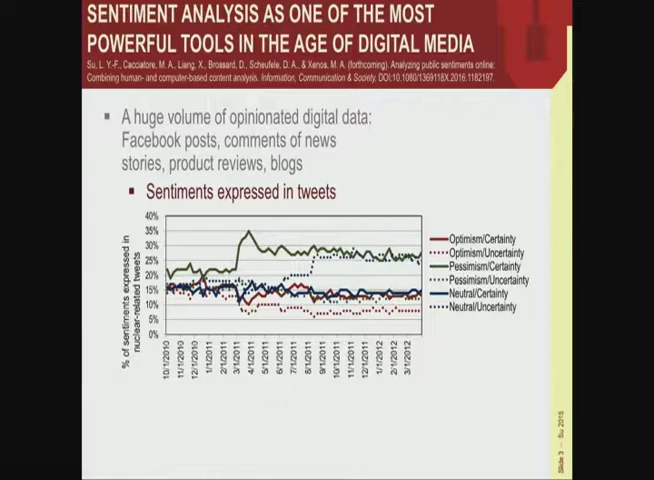 SENTIMENT ANALYSIS AS ONE OF THE MOST
POWERFUL TOOLS IN THE AGE OF DIGITAL MEDIA
Su, L. Y.-F., Cacciatore, M. A., Liang, X., Brossard, D., Scheufele, D. A., & Xenos, M. A. (forthcoming). Analyzing public sentiments online:
Combining human- and computer-based content analysis. Information, Communication & Society. DOI:10.1080/1369118X.2016.1182197.
A huge volume of opinionated digital data:
Facebook posts, comments of news
stories, product reviews, blogs
Sentiments expressed in tweets
% of sentiments expressed in
nuclear-related tweets
40%
35%
30%
25%
20%
15%
10%
5%
0%
10/1/2010
11/1/2010
12/1/2010
1/1/2011
2/1/2011
3/1/2011
4/1/2011
5/1/2011
6/1/2011
7/1/2011
8/1/2011
9/1/2011
10/1/2011
11/1/2011
12/1/2011
1/1/2012
2/1/2012
3/1/2012
Optimism/Certainty
Optimism/Uncertainty
Pessimism/Certainty
Pessimism/Uncertainty
Neutral/Certainty
Neutral/Uncertainty
Slide 3 - Su 2015